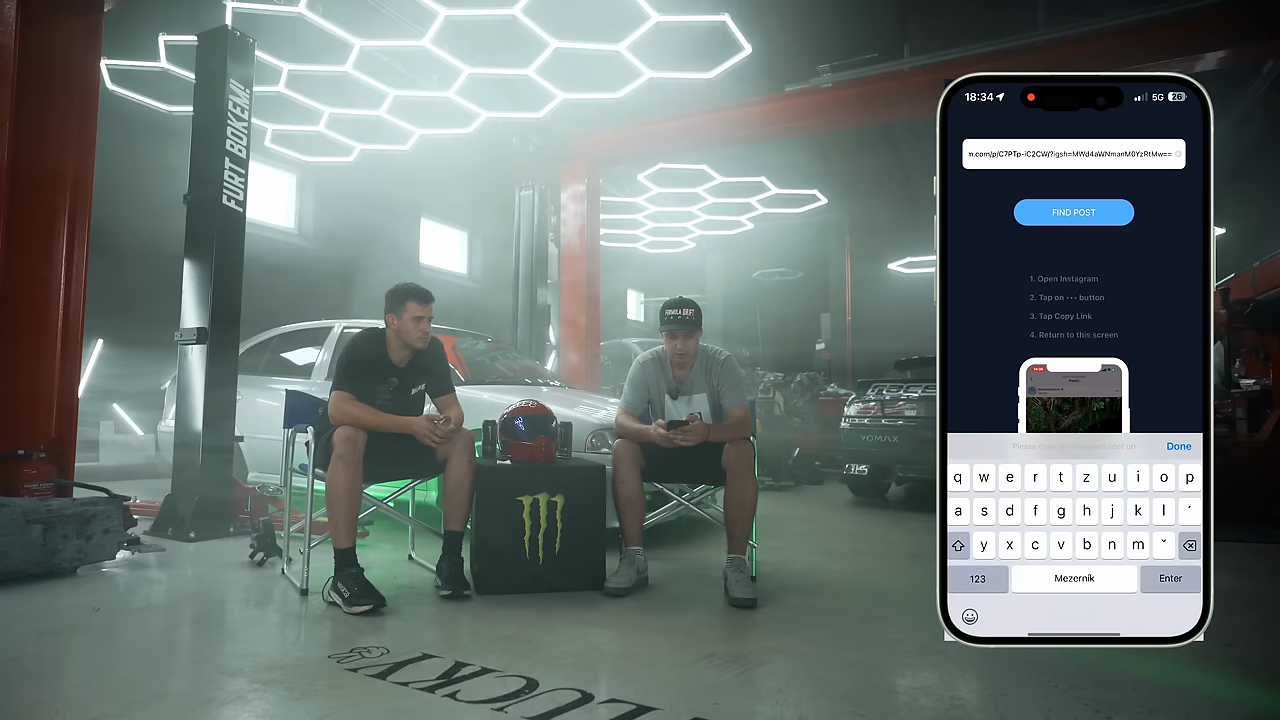 FURT BOKEM!
FORMULA DRIFT
YOMAX
LUCKY
18:34
5G
26
n.com/p/C7PTp-iC2CW/?igsh=MWd4aWNmanM0YzRtMw==
FIND POST
1. Open Instagram
2. Tap on ••• button
3. Tap Copy Link
4. Return to this screen
Done
q w e r t z u i o p
a s d f g h j k l ´
y x c v b n m ˇ
123
Mezerník
Enter